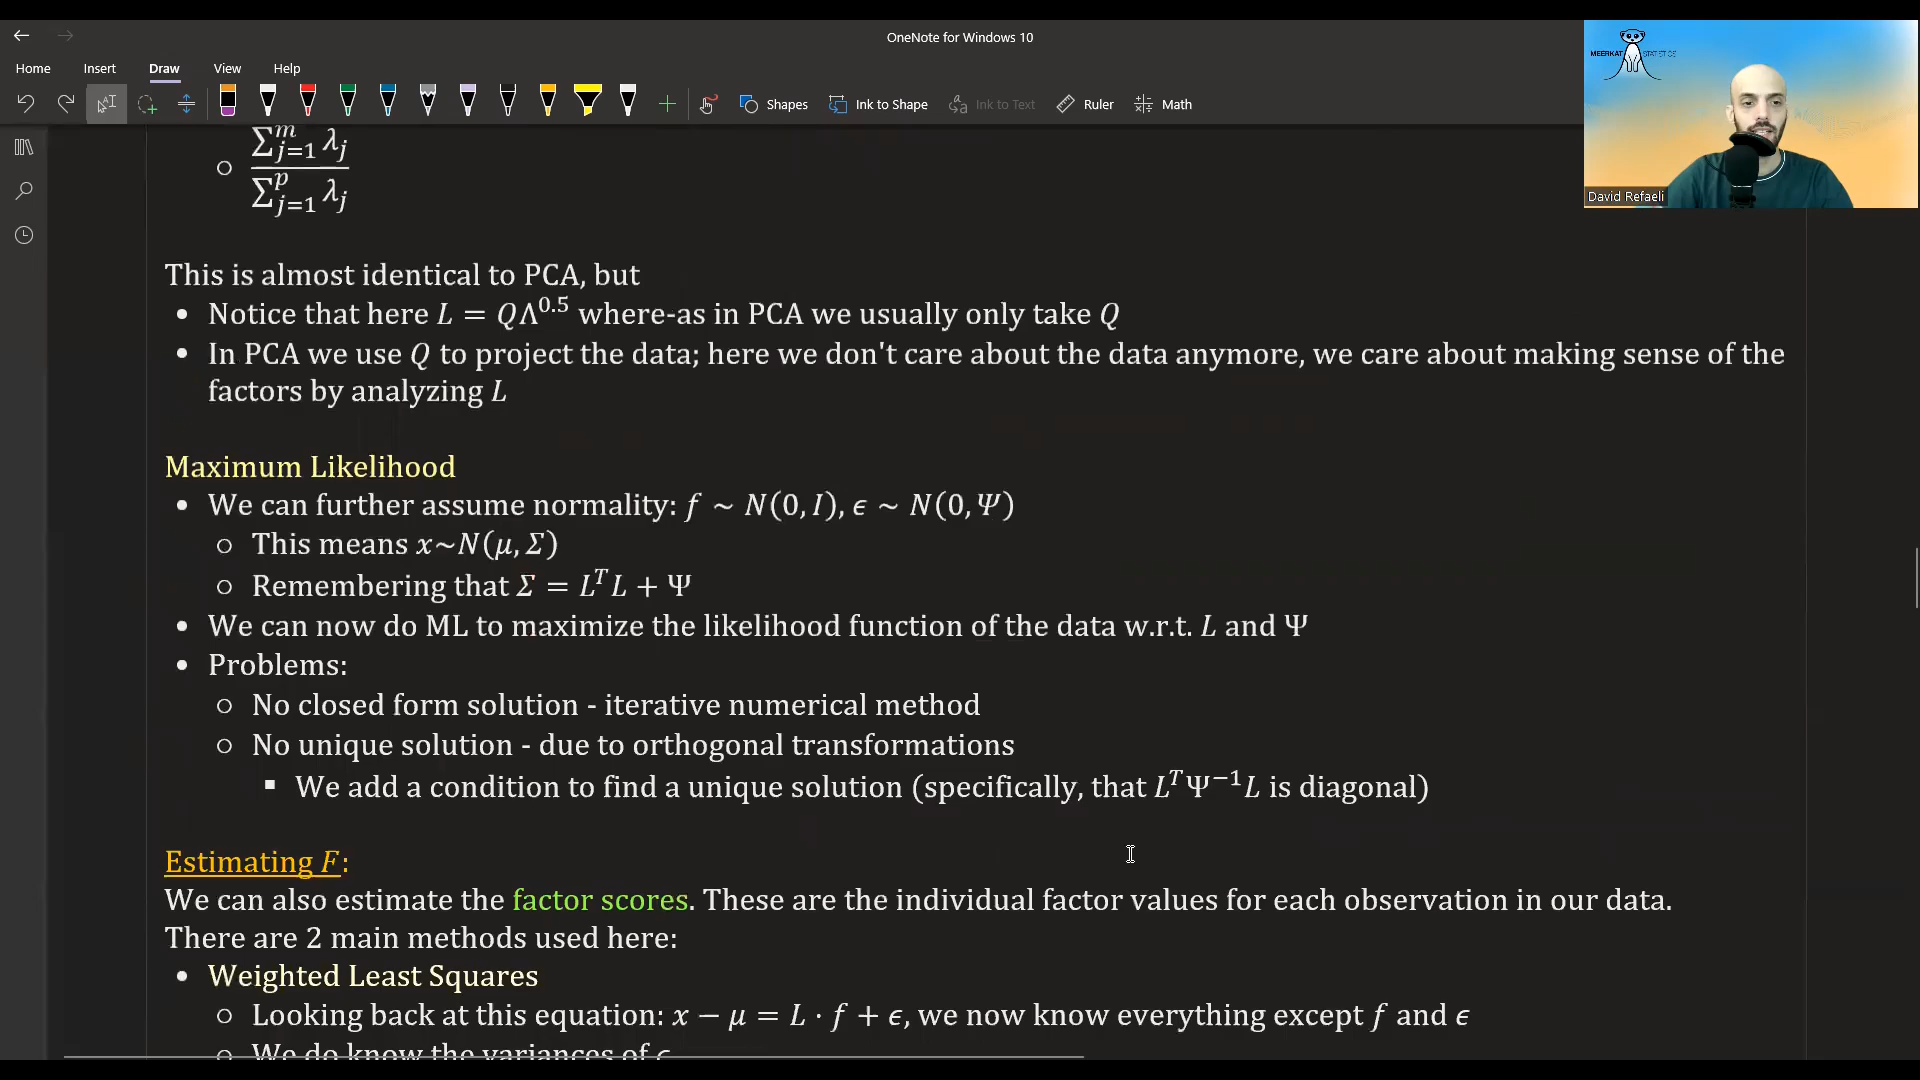 OneNote for Windows 10
Home Insert Draw View Help
Shapes Ink to Shape Ink to Text Ruler Math
MEERKAT STATISTICS
David Refaeli
○ ∑_{j=1}^{m} λ_j / ∑_{j=1}^{p} λ_j
This is almost identical to PCA, but
• Notice that here L = QΛ^{0.5} where-as in PCA we usually only take Q
• In PCA we use Q to project the data; here we don't care about the data anymore, we care about making sense of the
factors by analyzing L
Maximum Likelihood
• We can further assume normality: f ~ N(0, I), ϵ ~ N(0, Ψ)
○ This means x~N(μ, Σ)
○ Remembering that Σ = L^T L + Ψ
• We can now do ML to maximize the likelihood function of the data w.r.t. L and Ψ
• Problems:
○ No closed form solution - iterative numerical method
○ No unique solution - due to orthogonal transformations
▪ We add a condition to find a unique solution (specifically, that L^T Ψ^{-1} L is diagonal)
Estimating F:
We can also estimate the factor scores. These are the individual factor values for each observation in our data.
There are 2 main methods used here:
• Weighted Least Squares
○ Looking back at this equation: x − μ = L · f + ϵ, we now know everything except f and ϵ
○ We do know the variances of ϵ